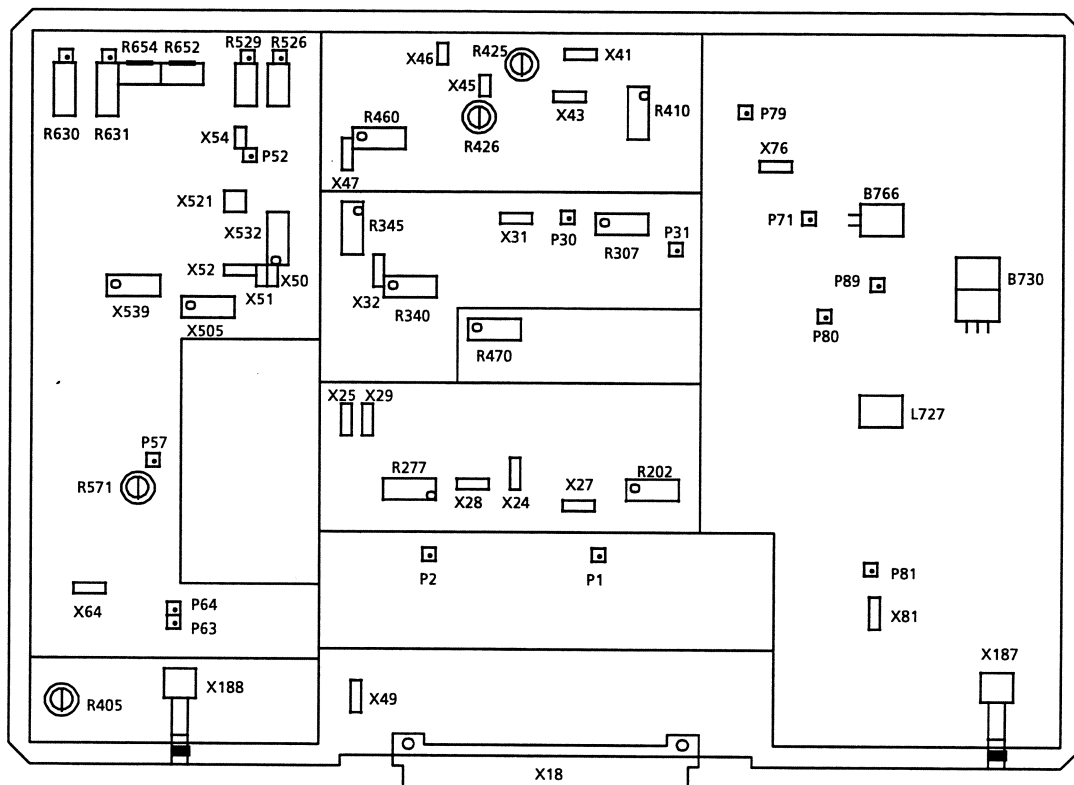 R654 R652
R529 R526
R630 R631
X54
P52
X521
X532
X52
X51
X50
X539
X505
P57
R571
X64
P64
P63
R405
X188
X46
R425
X41
X45
X43
R410
R460
R426
X47
R345
X31
P30
R307
P31
X32
R340
R470
X25 X29
R277
X28
X24
X27
R202
P2
P1
X49
X18
P79
X76
B766
P71
P89
B730
P80
L727
P81
X81
X187